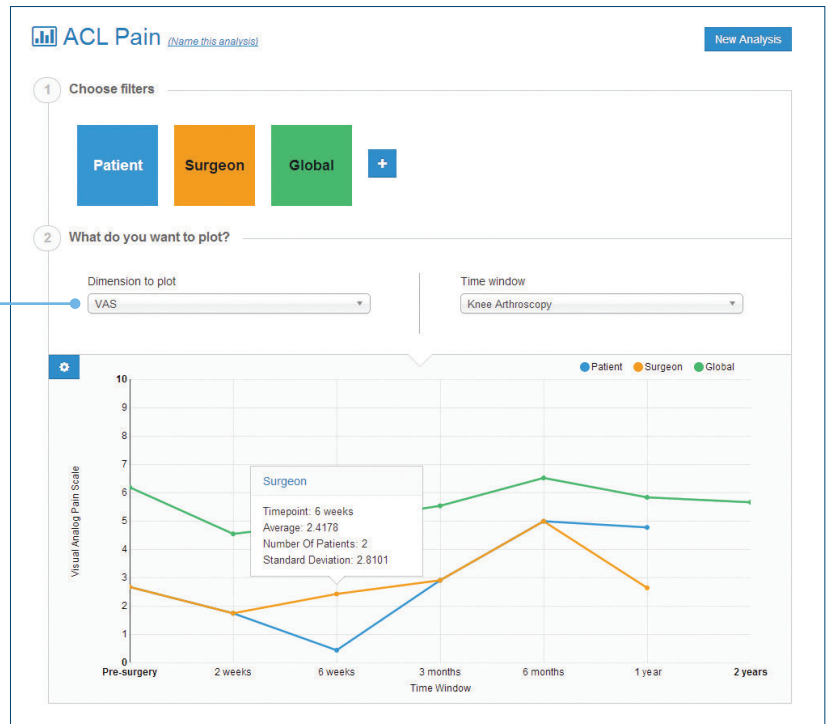 ACL Pain (Name this analysis)
New Analysis
1 Choose filters
Patient
Surgeon
Global
+
2 What do you want to plot?
Dimension to plot
VAS
Time window
Knee Arthroscopy
Patient Surgeon Global
Visual Analog Pain Scale
10
9
8
7
6
5
4
3
2
1
0
Surgeon
Timepoint: 6 weeks
Average: 2.4178
Number Of Patients: 2
Standard Deviation: 2.8101
Pre-surgery 2 weeks 6 weeks 3 months 6 months 1 year 2 years
Time Window